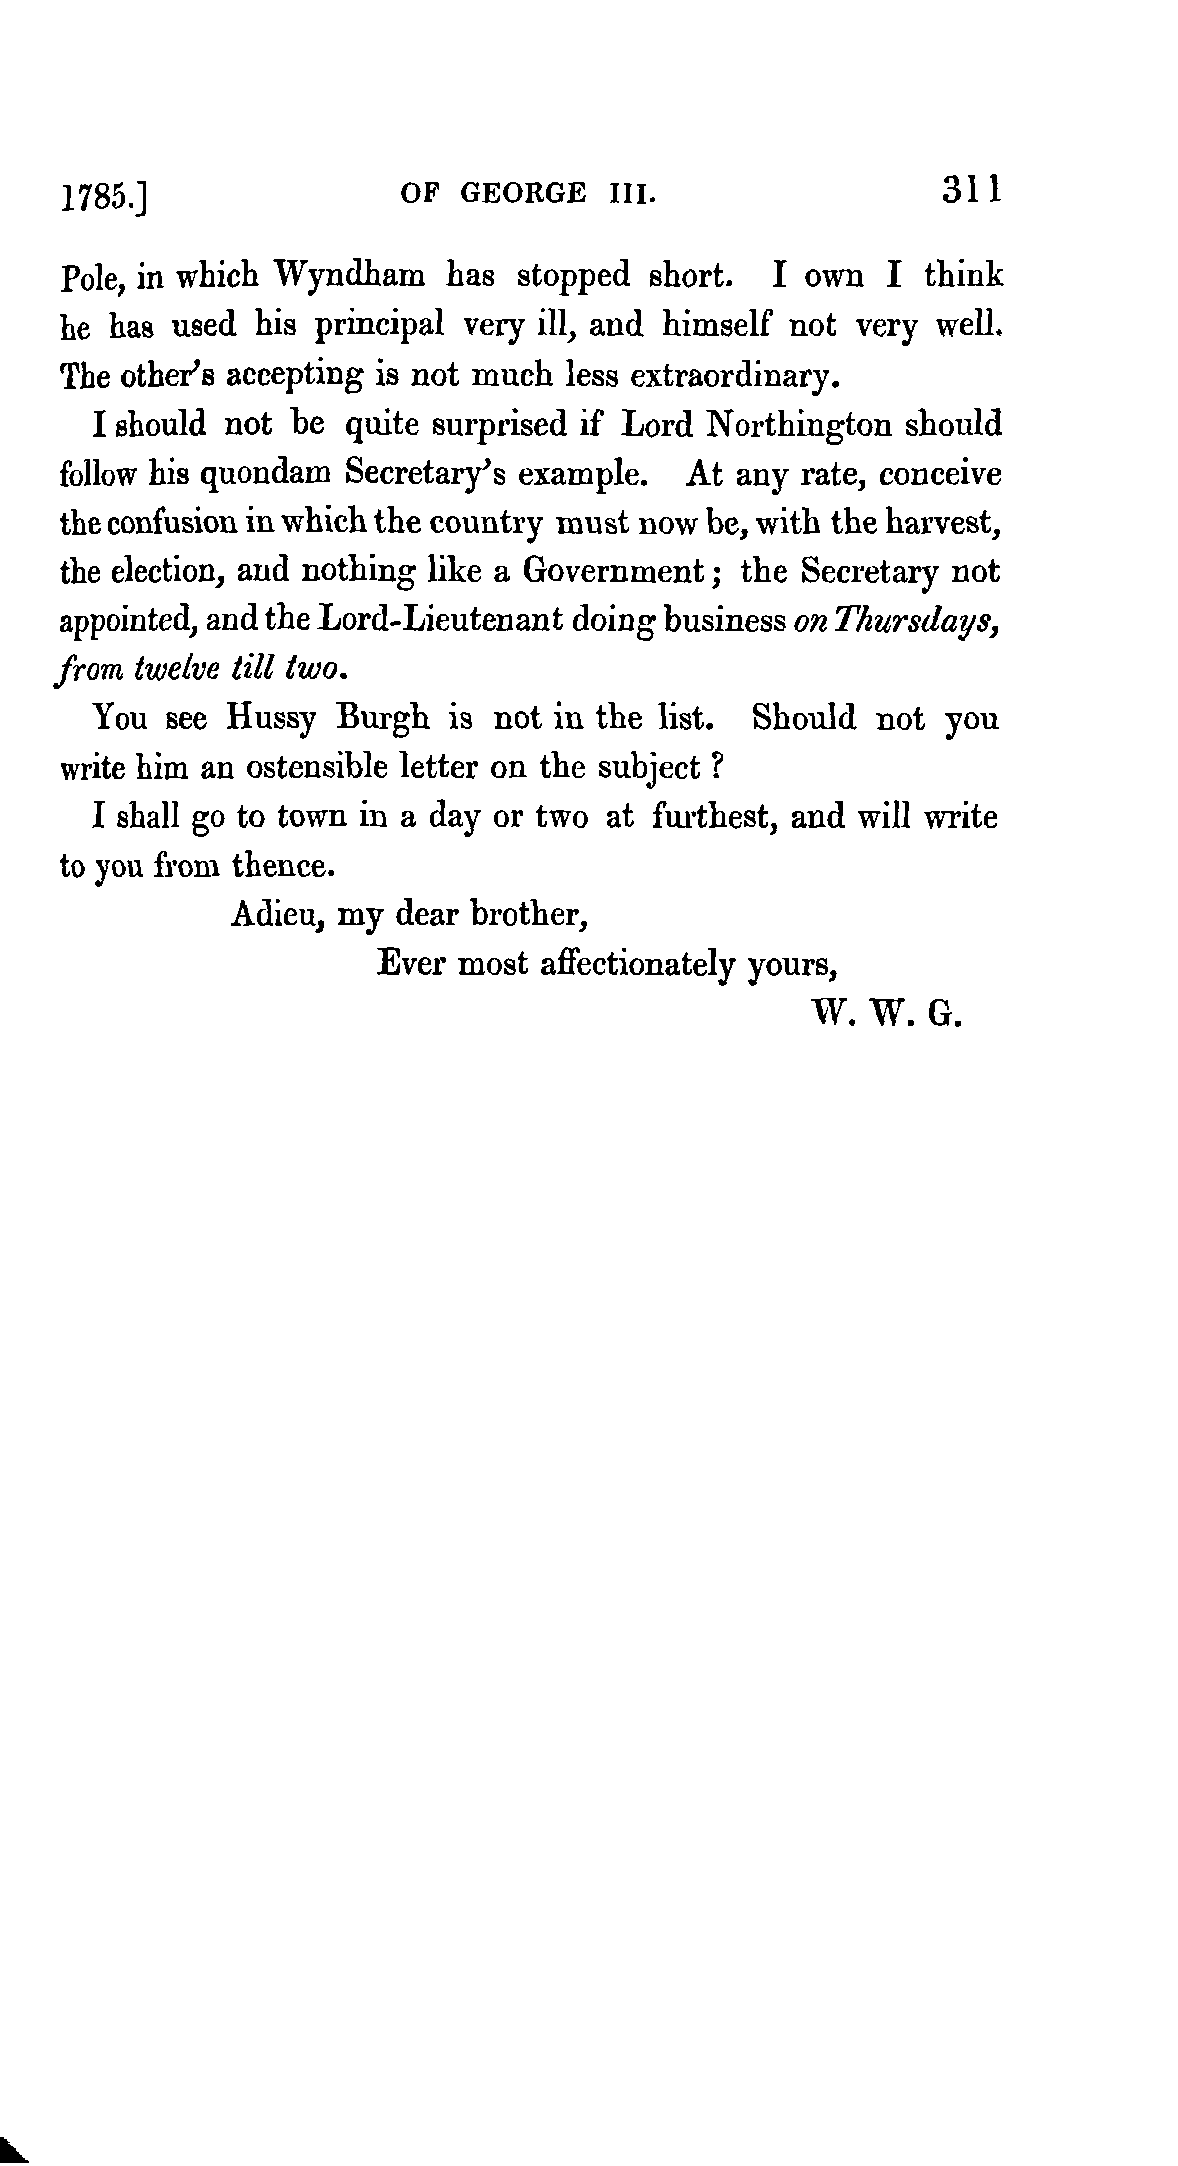 1785.] OF GEORGE III. 311
Pole, in which Wyndham has stopped short. I own I think
he has used his principal very ill, and himself not very well.
The other's accepting is not much less extraordinary.
I should not be quite surprised if Lord Northington should
follow his quondam Secretary's example. At any rate, conceive
the confusion in which the country must now be, with the harvest,
the election, and nothing like a Government; the Secretary not
appointed, and the Lord-Lieutenant doing business on Thursdays,
from twelve till two.
You see Hussy Burgh is not in the list. Should not you
write him an ostensible letter on the subject?
I shall go to town in a day or two at furthest, and will write
to you from thence.
Adieu, my dear brother,
Ever most affectionately yours,
W. W. G.